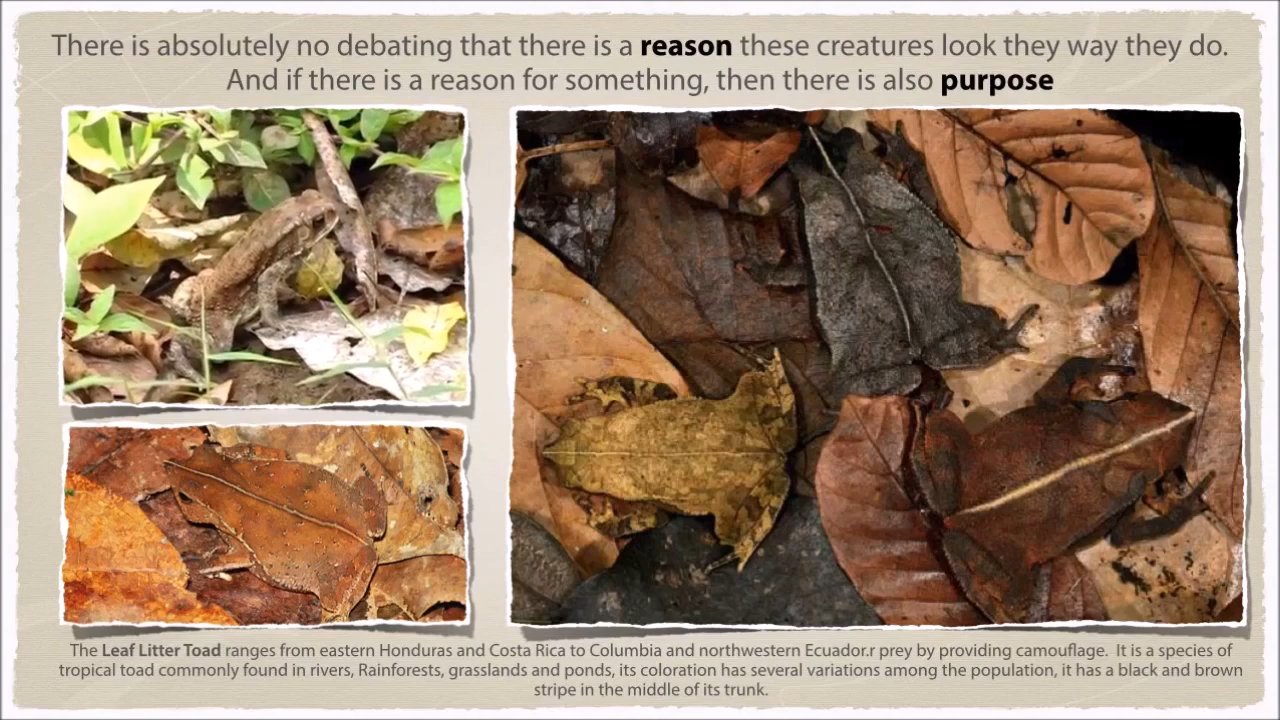 There is absolutely no debating that there is a reason these creatures look they way they do.
And if there is a reason for something, then there is also purpose
The Leaf Litter Toad ranges from eastern Honduras and Costa Rica to Columbia and northwestern Ecuador.r prey by providing camouflage. It is a species of
tropical toad commonly found in rivers, Rainforests, grasslands and ponds, its coloration has several variations among the population, it has a black and brown
stripe in the middle of its trunk.